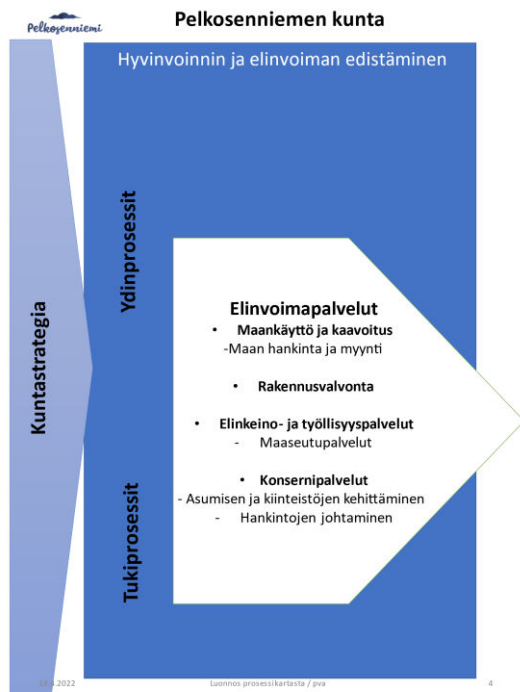 Pelkosenniemi
Pelkosenniemen kunta
Hyvinvoinnin ja elinvoiman edistäminen
Kuntastrategia
Ydinprosessit
Tukiprosessit
Elinvoimapalvelut
• Maankäyttö ja kaavoitus
-Maan hankinta ja myynti
• Rakennusvalvonta
• Elinkeino- ja työllisyyspalvelut
- Maaseutupalvelut
• Konsernipalvelut
- Asumisen ja kiinteistöjen kehittäminen
- Hankintojen johtaminen
Luonnos prosessikartasta / pva
4